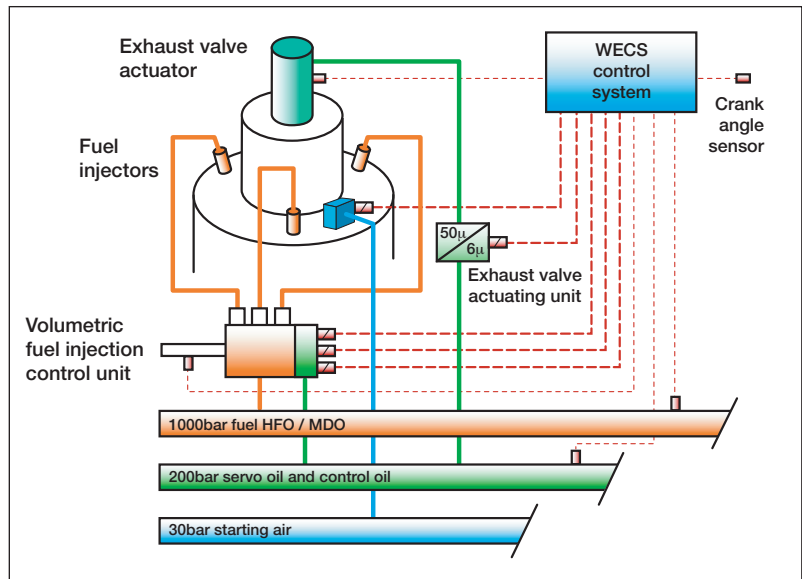 Exhaust valve
actuator
WECS
control
system
Crank
angle
sensor
Fuel
injectors
50μ
6μ
Exhaust valve
actuating unit
Volumetric
fuel injection
control unit
1000bar fuel HFO / MDO
200bar servo oil and control oil
30bar starting air